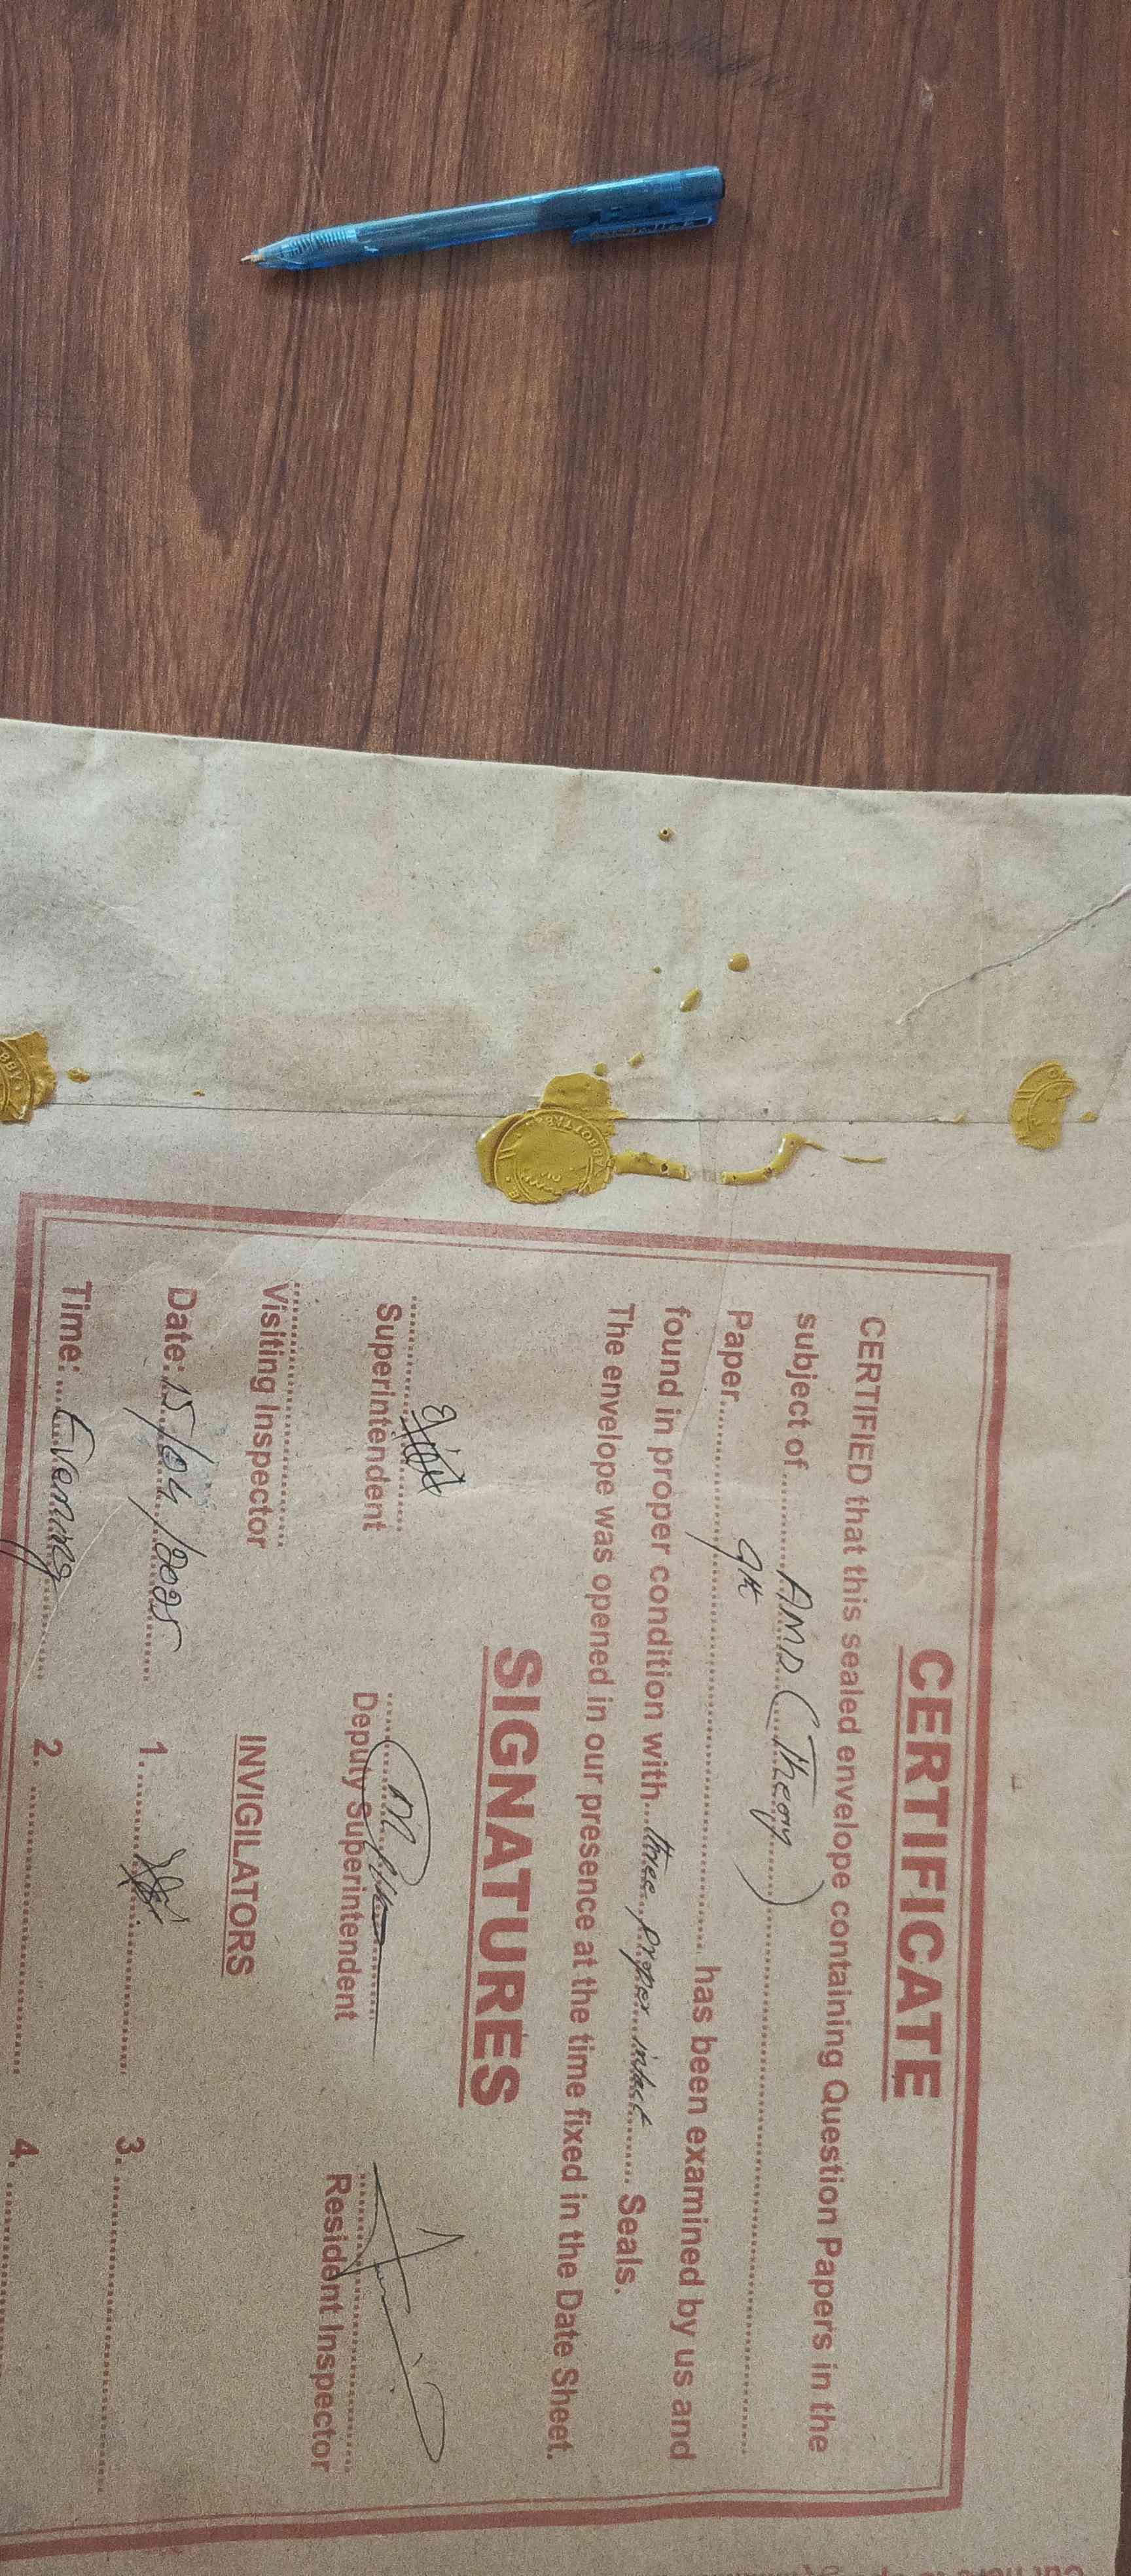 CERTIFICATE
CERTIFIED that this sealed envelope containing Question Papers in the
subject of AMD (Theory)
Paper 9th has been examined by us and
found in proper condition with three proper intact Seals.
The envelope was opened in our presence at the time fixed in the Date Sheet.
SIGNATURES
Superintendent Deputy Superintendent Resident Inspector
Visiting Inspector INVIGILATORS
Date: 15/04/2025 1. 3.
Time: Evening 2. 4.